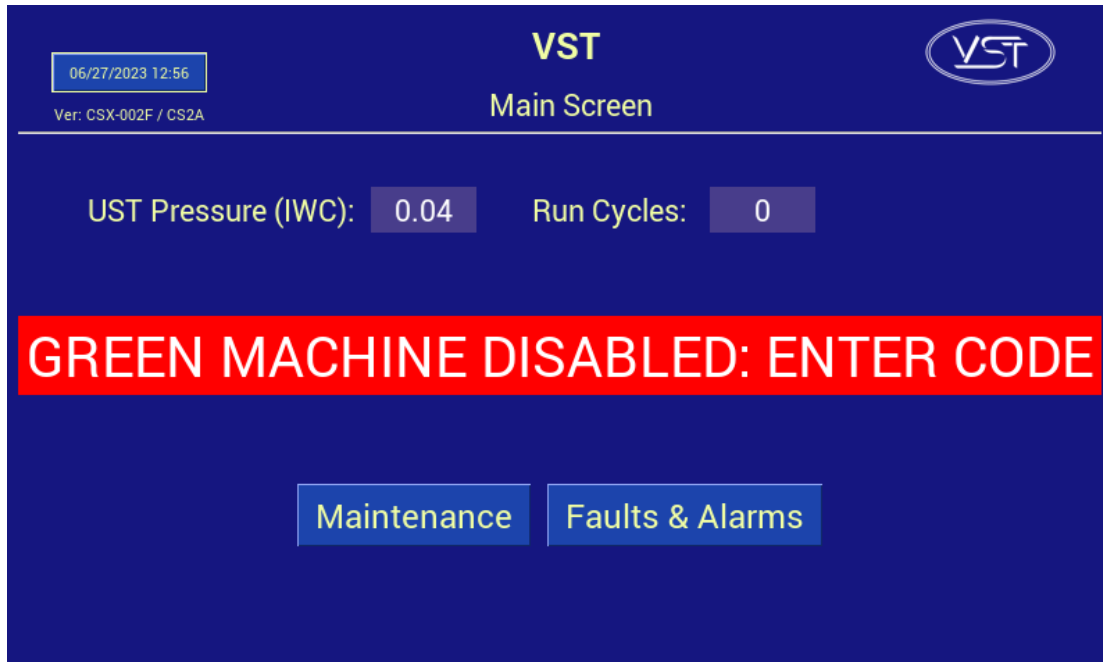 VST
VST
06/27/2023 12:56
Main Screen
Ver: CSX-002F / CS2A
UST Pressure (IWC): 0.04 Run Cycles: 0
GREEN MACHINE DISABLED: ENTER CODE
Maintenance Faults & Alarms